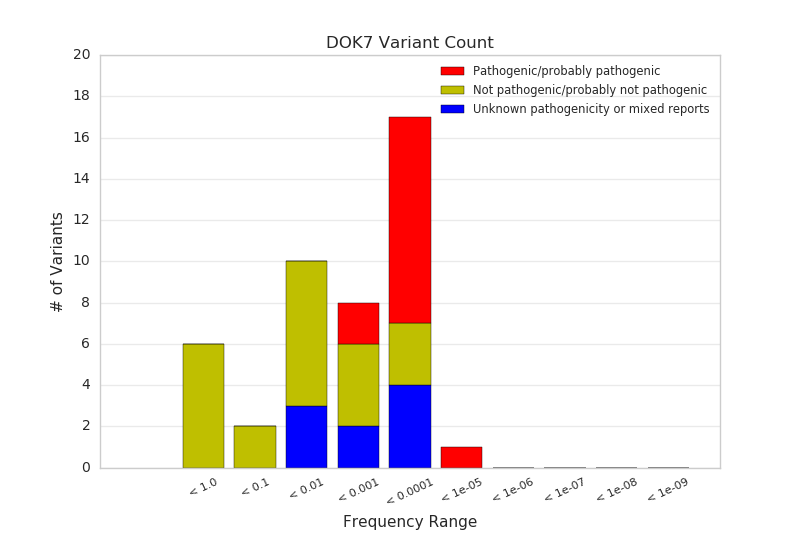 DOK7 Variant Count
Pathogenic/probably pathogenic
Not pathogenic/probably not pathogenic
Unknown pathogenicity or mixed reports
# of Variants
20
18
16
14
12
10
8
6
4
2
0
< 1.0
< 0.1
< 0.01
< 0.001
< 0.0001
< 1e-05
< 1e-06
< 1e-07
< 1e-08
< 1e-09
Frequency Range